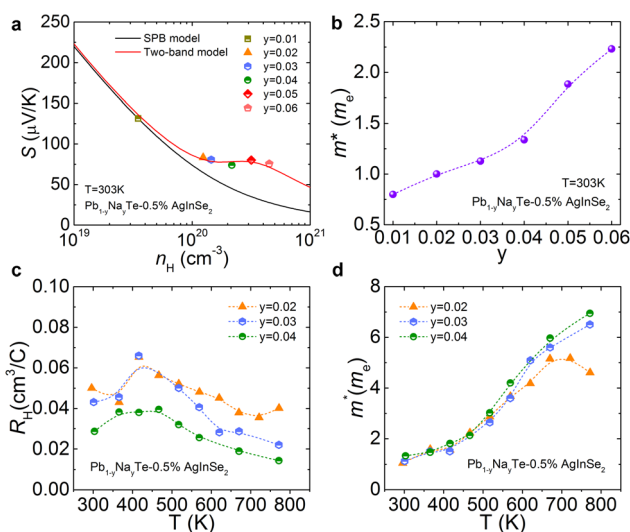 a
SPB model
Two-band model
y=0.01
y=0.02
y=0.03
y=0.04
y=0.05
y=0.06
250
200
150
100
50
0
S (μV/K)
T=303K
Pb1-yNayTe-0.5% AgInSe2
10^19
10^20
10^21
nH (cm^-3)
b
2.5
2.0
1.5
1.0
0.5
m* (me)
T=303K
Pb1-yNayTe-0.5% AgInSe2
0.01 0.02 0.03 0.04 0.05 0.06
y
c
y=0.02
y=0.03
y=0.04
0.10
0.08
0.06
0.04
0.02
0.00
RH(cm^3/C)
Pb1-yNayTe-0.5% AgInSe2
300 400 500 600 700 800
T (K)
d
y=0.02
y=0.03
y=0.04
8
6
4
2
0
m* (me)
Pb1-yNayTe-0.5% AgInSe2
300 400 500 600 700 800
T (K)